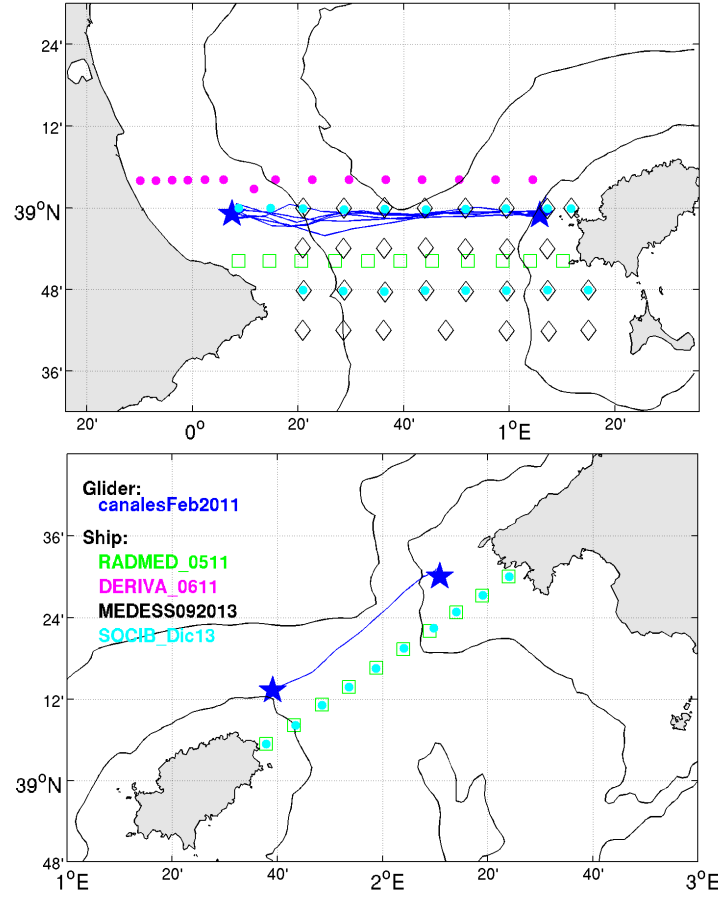 24'
12'
39°N
48'
36'
20' 20' 40' 20'
0° 1°E
Glider:
canalesFeb2011
Ship:
RADMED_0511
DERIVA_0611
MEDESS092013
SOCIB_Dic13
36'
24'
12'
39°N
48'
20' 40' 20' 40'
1°E 2°E 3°E